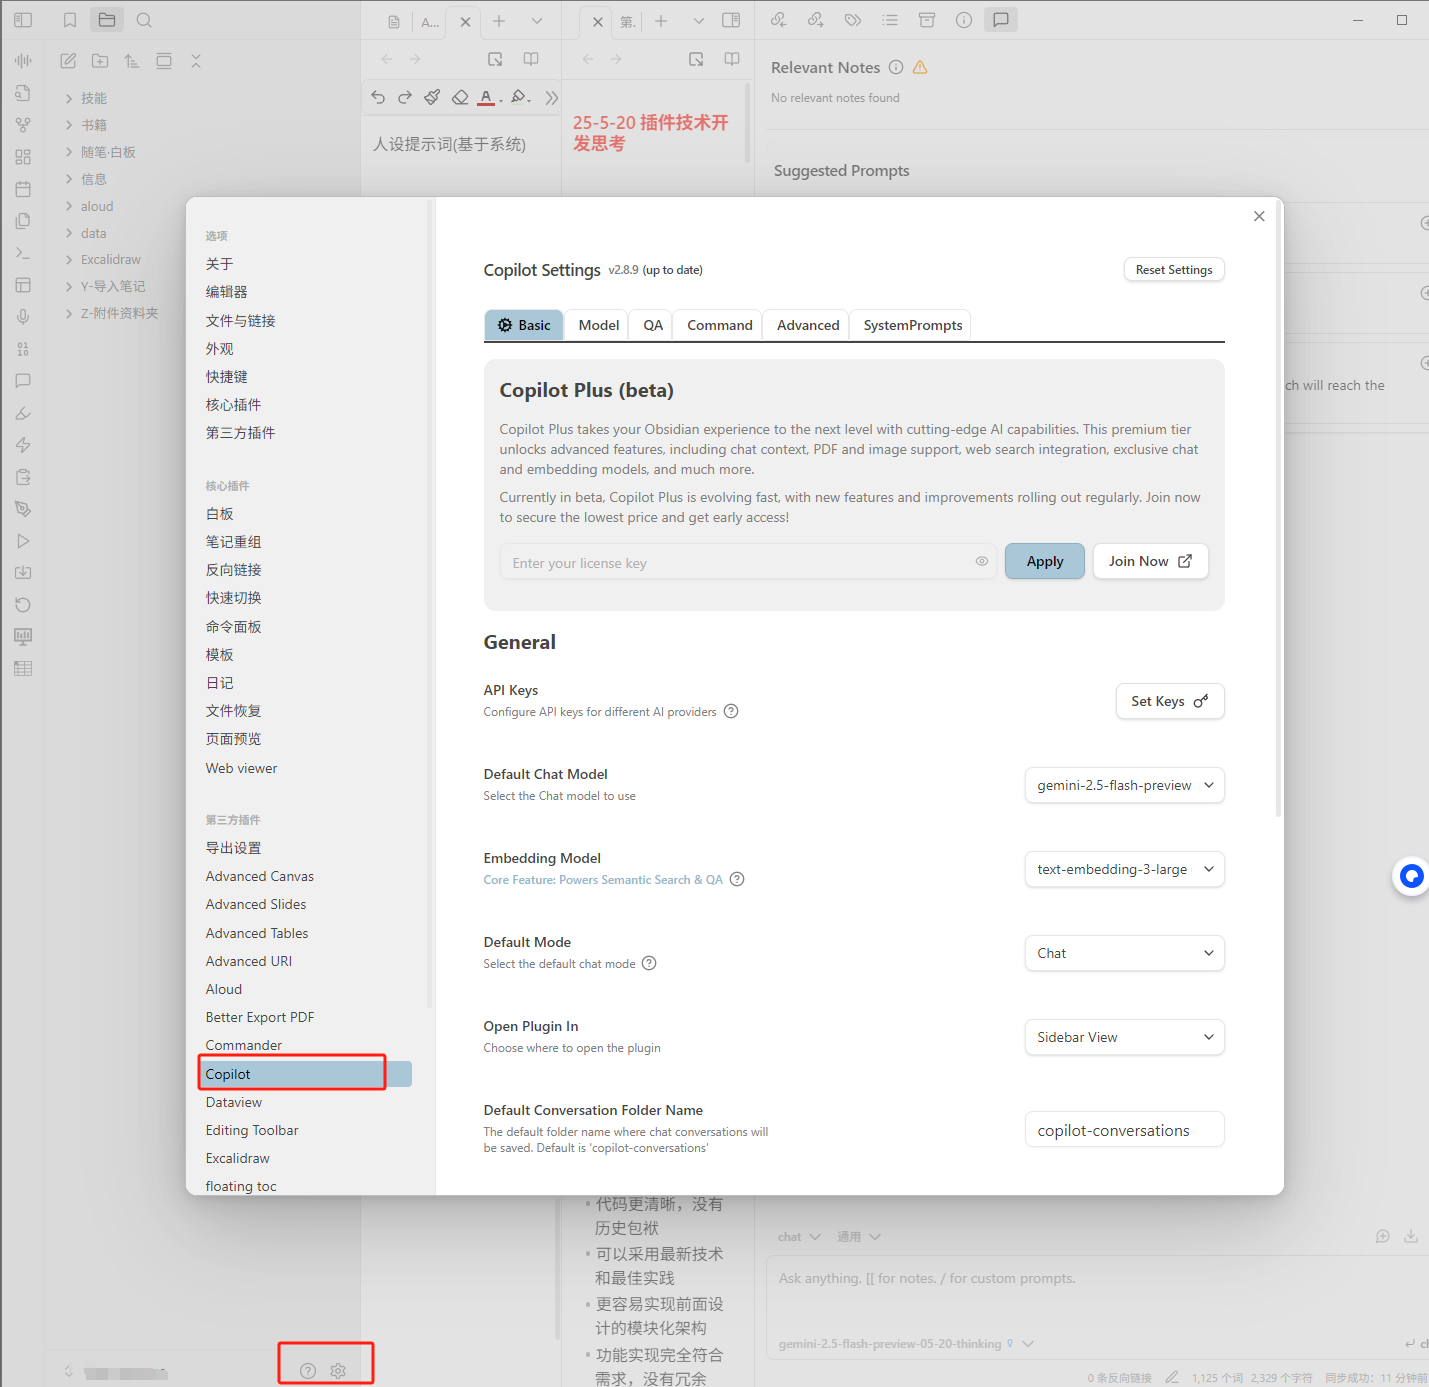 A...
第.
技能
书籍
随笔·白板
信息
aloud
data
Excalidraw
Y-导入笔记
Z-附件资料夹
人设提示词(基于系统)
25-5-20 插件技术开
发思考
Relevant Notes
No relevant notes found
Suggested Prompts
ch will reach the
选项
关于
编辑器
文件与链接
外观
快捷键
核心插件
第三方插件
核心插件
白板
笔记重组
反向链接
快速切换
命令面板
模板
日记
文件恢复
页面预览
Web viewer
第三方插件
导出设置
Advanced Canvas
Advanced Slides
Advanced Tables
Advanced URI
Aloud
Better Export PDF
Commander
Copilot
Dataview
Editing Toolbar
Excalidraw
floating toc
Copilot Settings v2.8.9 (up to date)
Reset Settings
Basic Model QA Command Advanced SystemPrompts
Copilot Plus (beta)
Copilot Plus takes your Obsidian experience to the next level with cutting-edge AI capabilities. This premium tier
unlocks advanced features, including chat context, PDF and image support, web search integration, exclusive chat
and embedding models, and much more.
Currently in beta, Copilot Plus is evolving fast, with new features and improvements rolling out regularly. Join now
to secure the lowest price and get early access!
Enter your license key
Apply
Join Now
General
API Keys
Configure API keys for different AI providers
Set Keys
Default Chat Model
Select the Chat model to use
gemini-2.5-flash-preview
Embedding Model
Core Feature: Powers Semantic Search & QA
text-embedding-3-large
Default Mode
Select the default chat mode
Chat
Open Plugin In
Choose where to open the plugin
Sidebar View
Default Conversation Folder Name
The default folder name where chat conversations will
be saved. Default is 'copilot-conversations'
copilot-conversations
• 代码更清晰，没有
历史包袱
• 可以采用最新技术
和最佳实践
• 更容易实现前面设
计的模块化架构
• 功能实现完全符合
需求，没有冗余
chat 通用
Ask anything. [[ for notes. / for custom prompts.
gemini-2.5-flash-preview-05-20-thinking
ch
0 条反向链接 1,125 个词 2,329 个字符 同步成功：11 分钟前